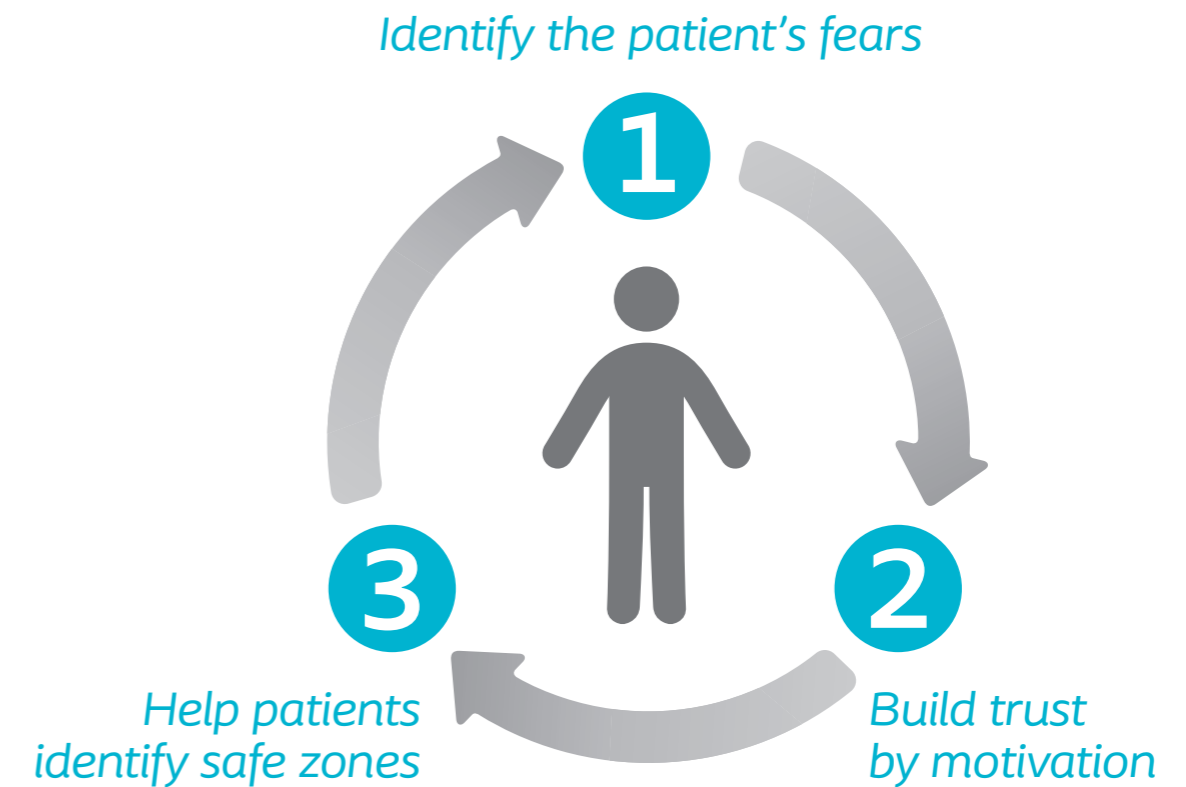 Identify the patient's fears
1
2
Build trust
by motivation
3
Help patients
identify safe zones